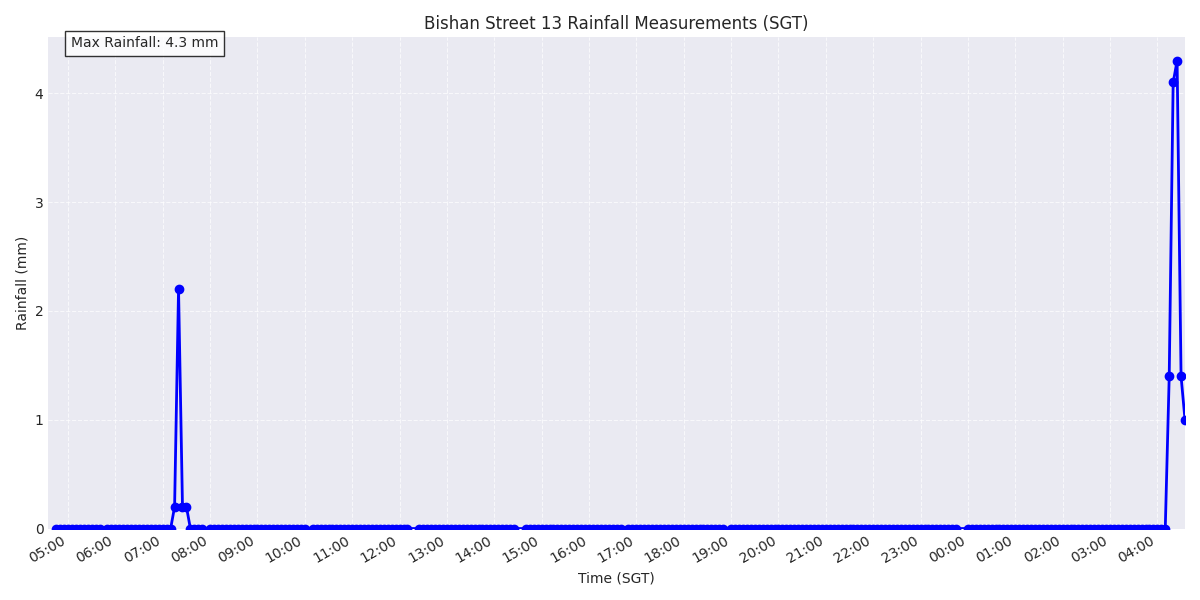 Bishan Street 13 Rainfall Measurements (SGT)
Max Rainfall: 4.3 mm
Rainfall (mm)
4
3
2
1
0
05:00 06:00 07:00 08:00 09:00 10:00 11:00 12:00 13:00 14:00 15:00 16:00 17:00 18:00 19:00 20:00 21:00 22:00 23:00 00:00 01:00 02:00 03:00 04:00
Time (SGT)